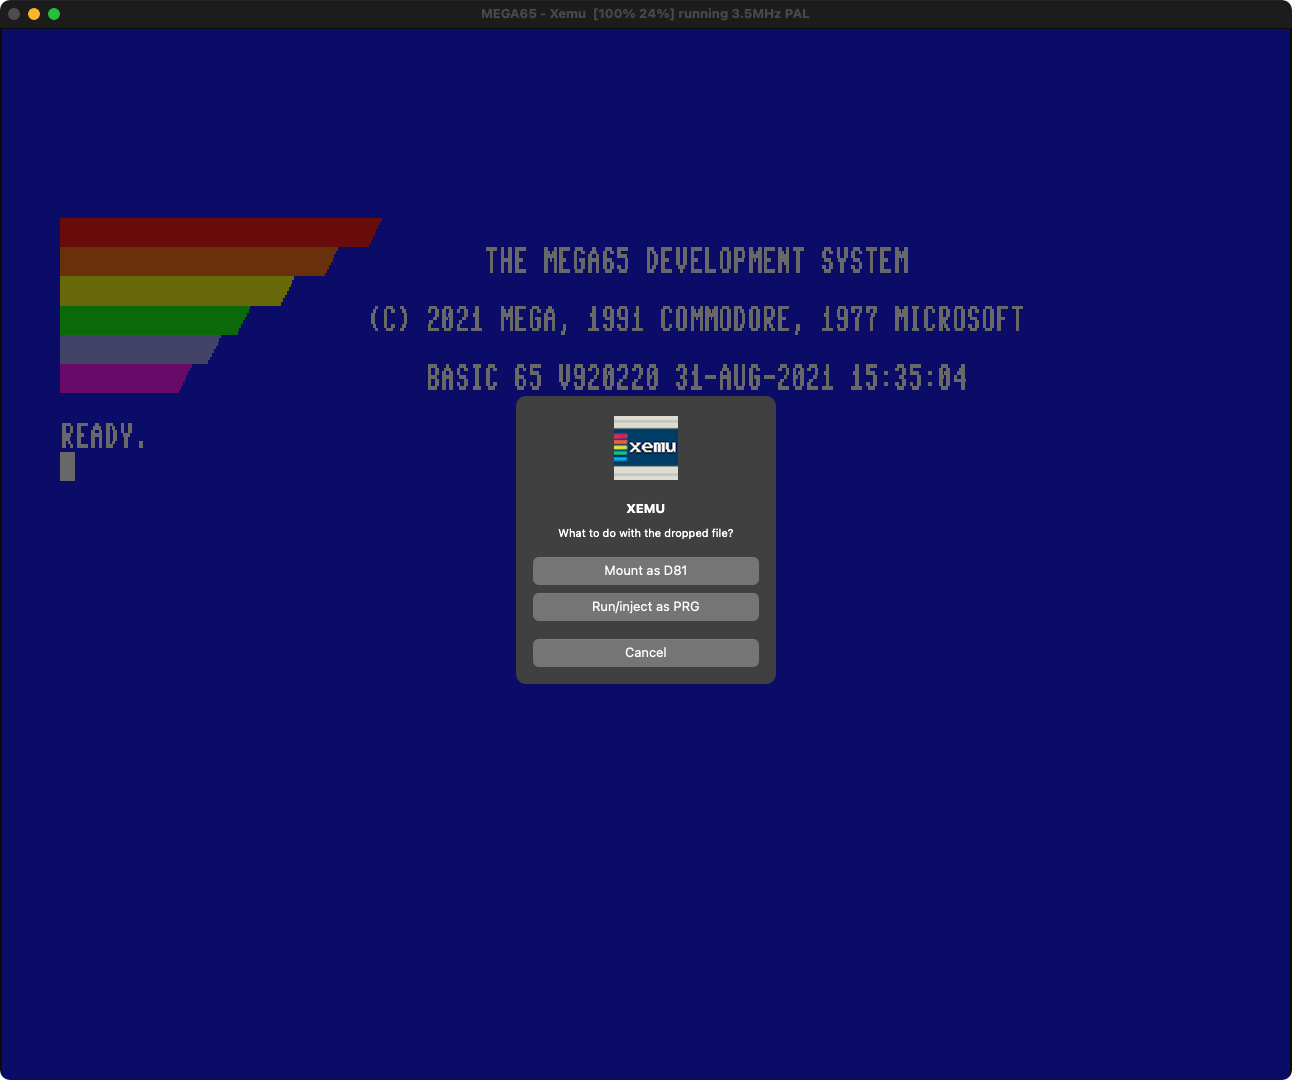 MEGA65 - Xemu [100% 24%] running 3.5MHz PAL
THE MEGA65 DEVELOPMENT SYSTEM
(C) 2021 MEGA, 1991 COMMODORE, 1977 MICROSOFT
BASIC 65 V920220 31-AUG-2021 15:35:04
READY.
xemu
XEMU
What to do with the dropped file?
Mount as D81
Run/inject as PRG
Cancel